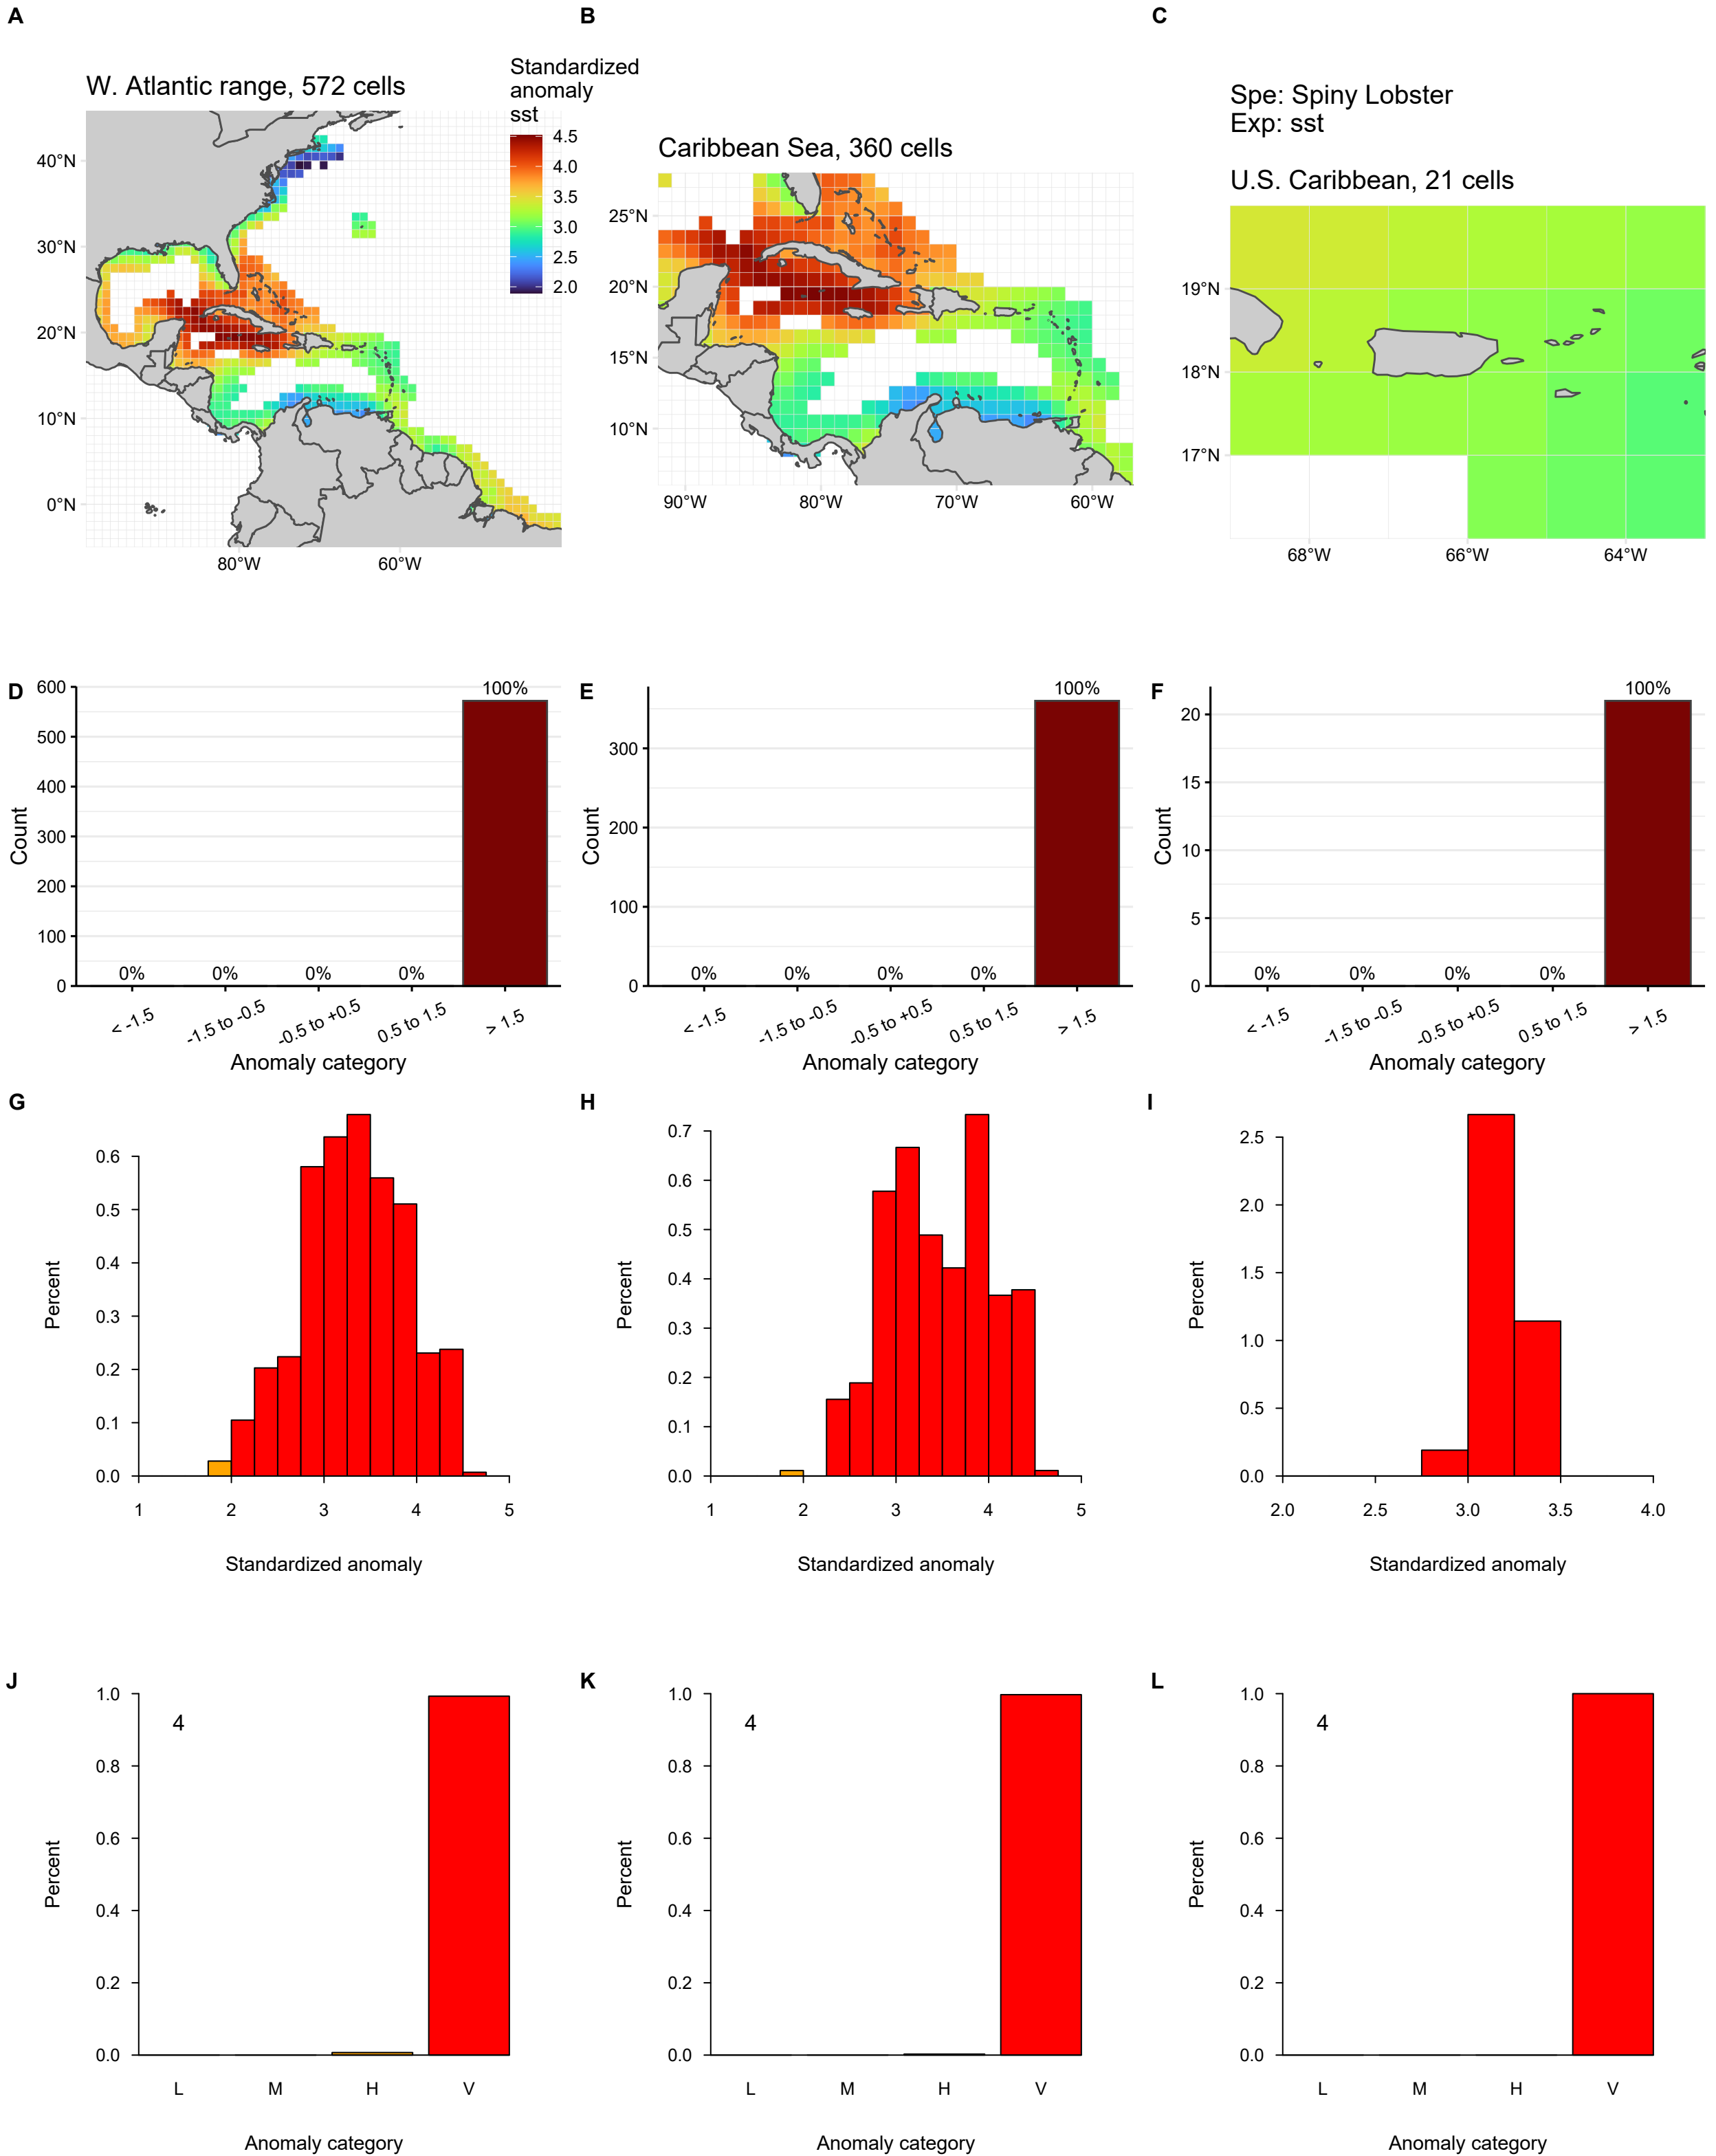 A
B
C
W. Atlantic range, 572 cells
Standardized
anomaly
sst
4.5
4.0
3.5
3.0
2.5
2.0
40°N
30°N
20°N
10°N
0°N
80°W
60°W
Caribbean Sea, 360 cells
25°N
20°N
15°N
10°N
90°W
80°W
70°W
60°W
Spe: Spiny Lobster
Exp: sst
U.S. Caribbean, 21 cells
19°N
18°N
17°N
68°W
66°W
64°W
D
Count
600
500
400
300
200
100
0
0%
0%
0%
0%
100%
< -1.5
-1.5 to -0.5
-0.5 to +0.5
0.5 to 1.5
> 1.5
Anomaly category
E
Count
300
200
100
0
0%
0%
0%
0%
100%
< -1.5
-1.5 to -0.5
-0.5 to +0.5
0.5 to 1.5
> 1.5
Anomaly category
F
Count
20
15
10
5
0
0%
0%
0%
0%
100%
< -1.5
-1.5 to -0.5
-0.5 to +0.5
0.5 to 1.5
> 1.5
Anomaly category
G
Percent
0.6
0.5
0.4
0.3
0.2
0.1
0.0
1
2
3
4
5
Standardized anomaly
H
Percent
0.7
0.6
0.5
0.4
0.3
0.2
0.1
0.0
1
2
3
4
5
Standardized anomaly
I
Percent
2.5
2.0
1.5
1.0
0.5
0.0
2.0
2.5
3.0
3.5
4.0
Standardized anomaly
J
Percent
1.0
0.8
0.6
0.4
0.2
0.0
4
L
M
H
V
Anomaly category
K
Percent
1.0
0.8
0.6
0.4
0.2
0.0
4
L
M
H
V
Anomaly category
L
Percent
1.0
0.8
0.6
0.4
0.2
0.0
4
L
M
H
V
Anomaly category